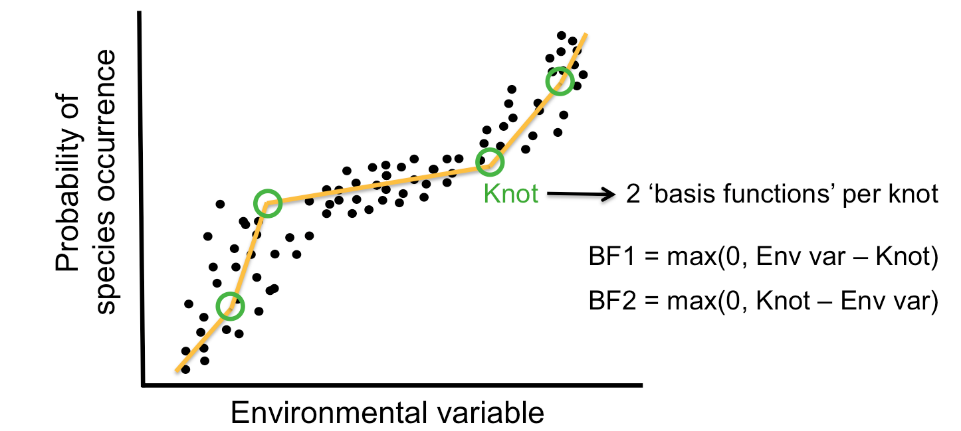 Probability of
species occurrence
Knot
2 ‘basis functions’ per knot
BF1 = max(0, Env var – Knot)
BF2 = max(0, Knot – Env var)
Environmental variable